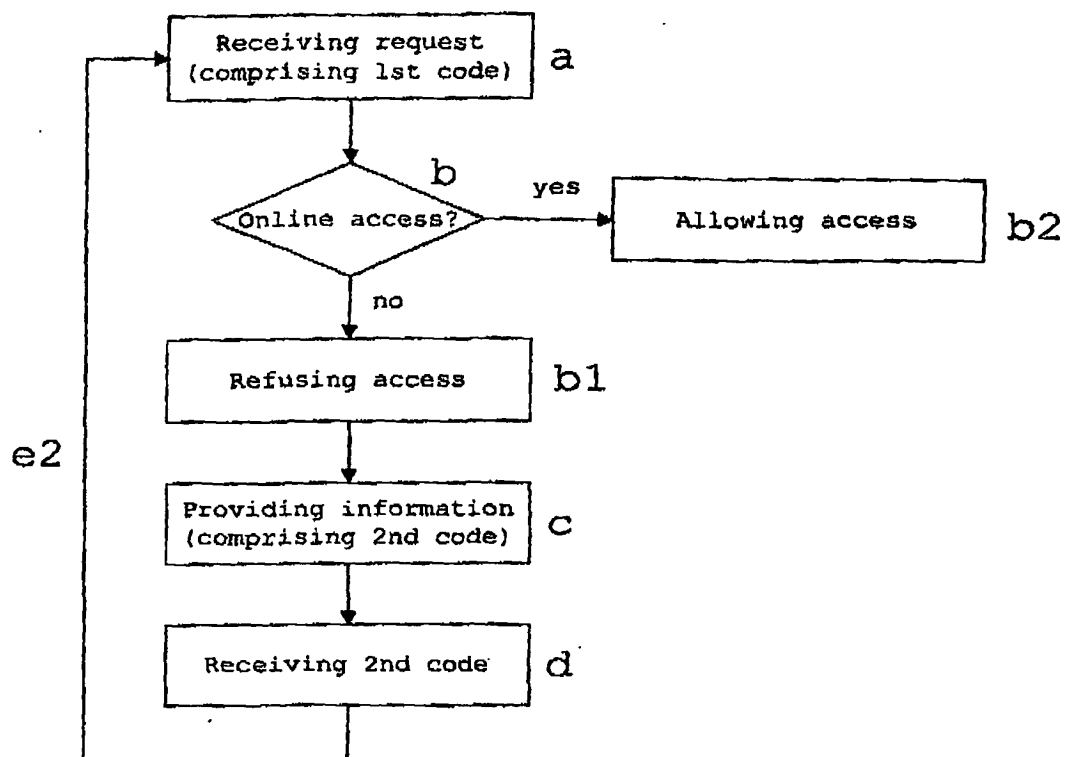 Receiving request
(comprising 1st code)
a
b
Online access?
yes
Allowing access
b2
no
Refusing access
b1
e2
Providing information
(comprising 2nd code)
c
Receiving 2nd code
d